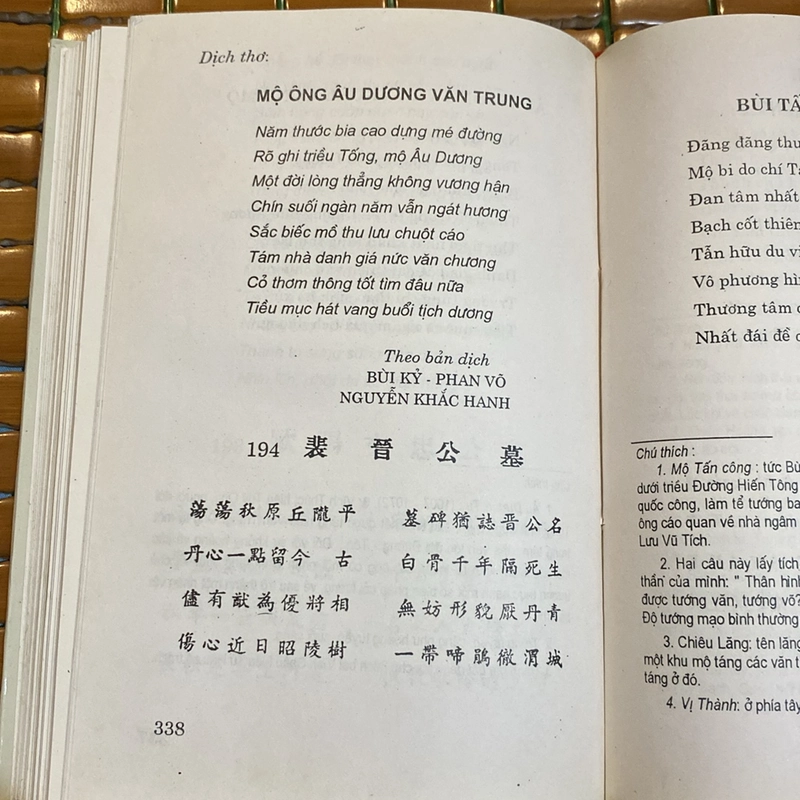 Dịch thơ:
MỘ ÔNG ÂU DƯƠNG VĂN TRUNG
Năm thước bia cao dựng mé đường
Rõ ghi triều Tống, mộ Âu Dương
Một đời lòng thẳng không vương hận
Chín suối ngàn năm vẫn ngát hương
Sắc biếc mồ thu lưu chuột cáo
Tám nhà danh giá nức văn chương
Cỏ thơm thông tốt tìm đâu nữa
Tiều mục hát vang buổi tịch dương
Theo bản dịch
BÙI KỶ - PHAN VÕ
NGUYỄN KHẮC HANH
194 裴 晉 公 墓
蕩蕩秋原丘隴平 墓碑猶誌晉公名
丹心一點留今 古 白骨千年隔死生
儘有猷為優將相 無妨形貌厭丹青
傷心近日昭陵樹 一帶啼鵑徹渭城
338
BÙI TẤ
Đãng đãng thu
Mộ bi do chí Tấ
Đan tâm nhất
Bạch cốt thiên
Tẫn hữu du vi
Vô phương hìn
Thương tâm c
Nhất đái đề
Chú thích :
1. Mộ Tấn công : tức Bù
dưới triều Đường Hiến Tông
quốc công, làm tể tướng ba
ông cáo quan về nhà ngâm
Lưu Vũ Tích.
2. Hai câu này lấy tích
thần của mình: " Thân hình
được tướng văn, tướng võ?
Độ tướng mạo bình thường
3. Chiêu Lăng: tên lăng
một khu mộ táng các văn t
táng ở đó.
4. Vị Thành: ở phía tây